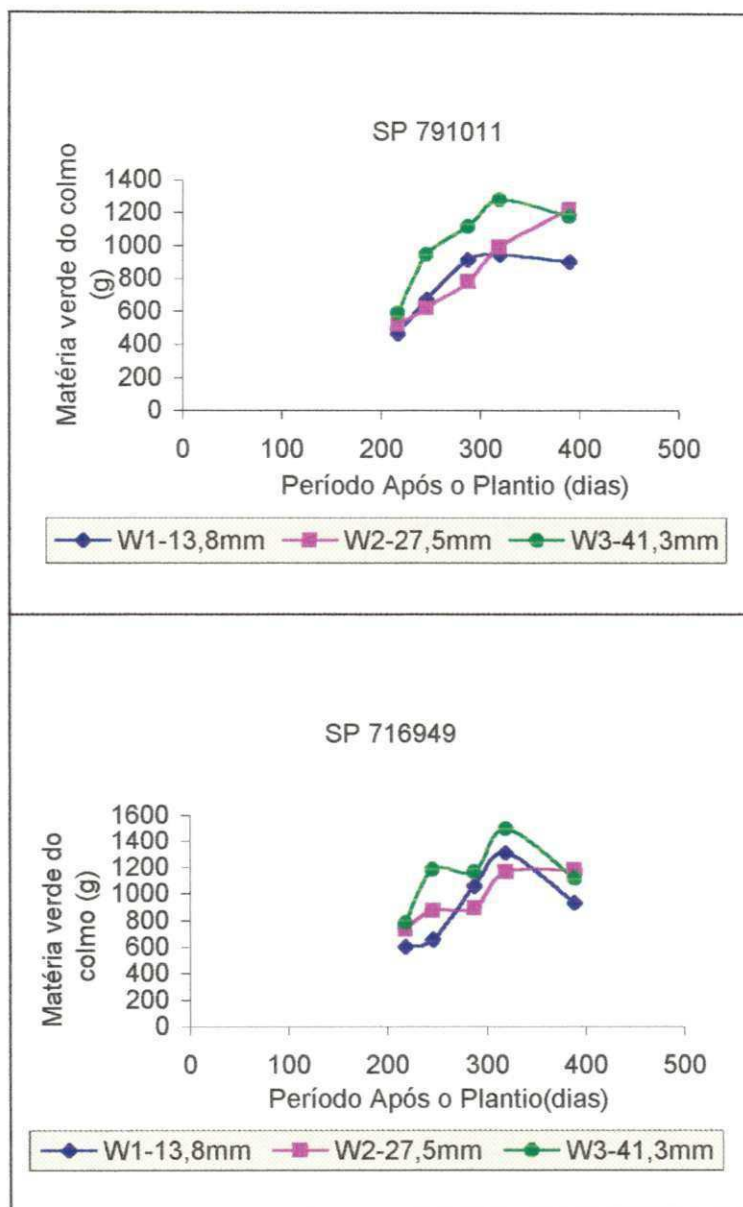 SP 791011
Matéria verde do colmo
(g)
1400
1200
1000
800
600
400
200
0
0 100 200 300 400 500
Período Após o Plantio (dias)
W1-13,8mm W2-27,5mm W3-41,3mm
SP 716949
Matéria verde do
colmo (g)
1600
1400
1200
1000
800
600
400
200
0
0 100 200 300 400 500
Período Após o Plantio(dias)
W1-13,8mm W2-27,5mm W3-41,3mm